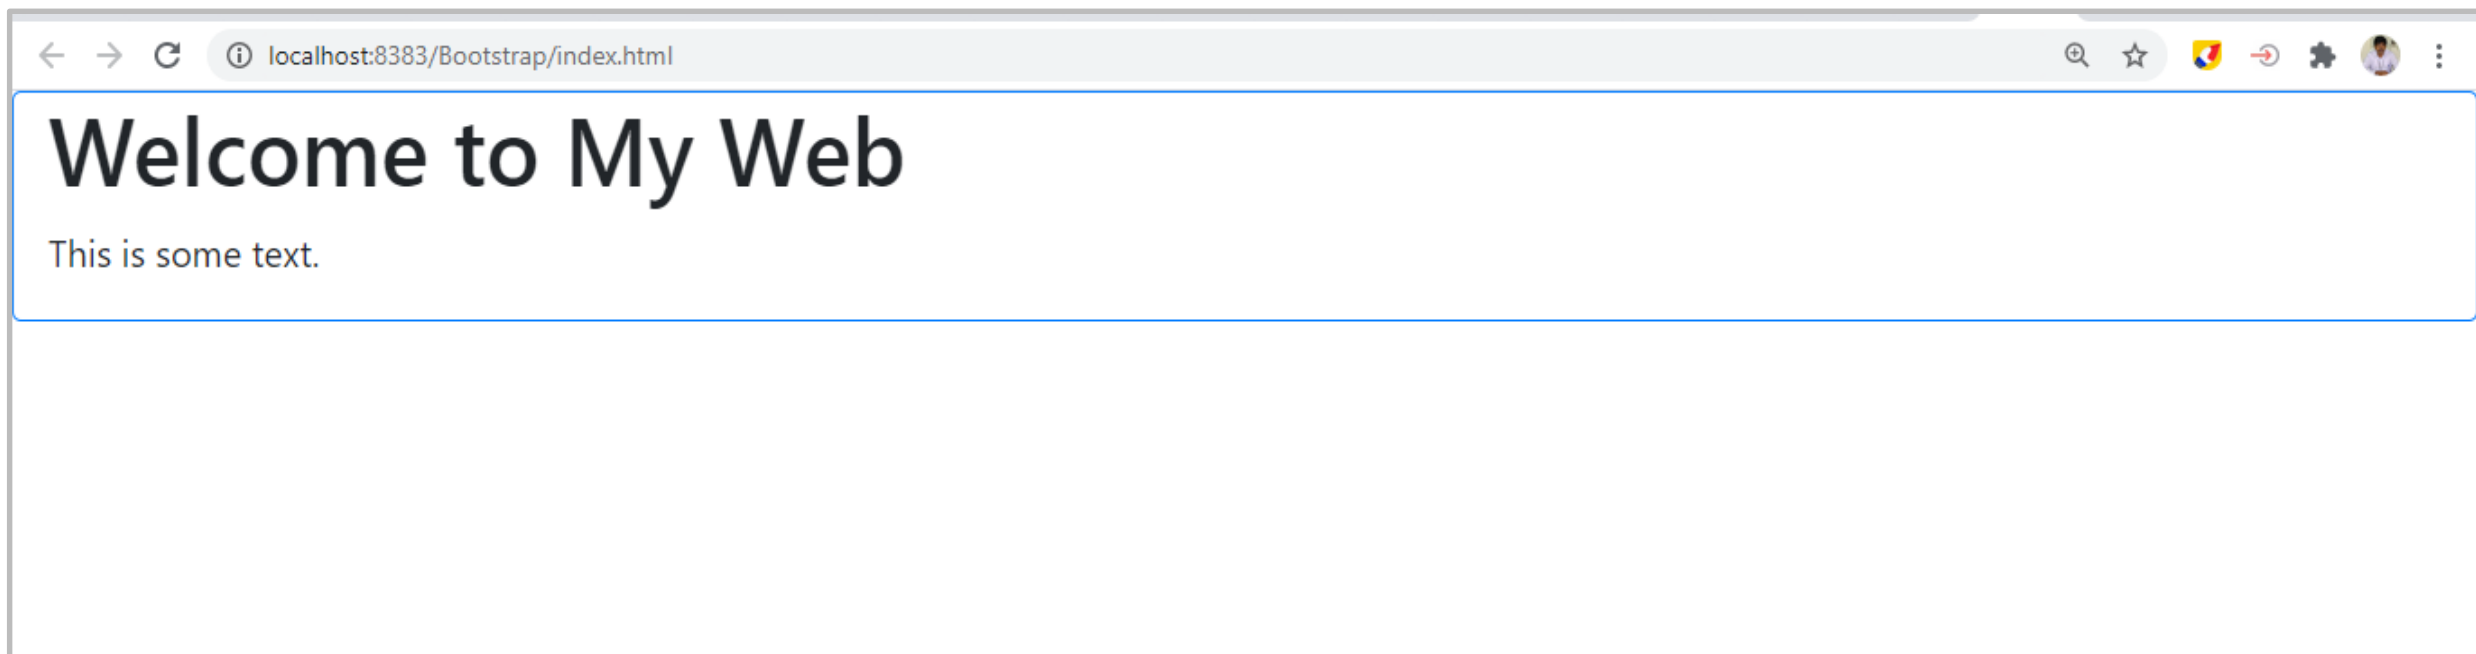 localhost:8383/Bootstrap/index.html
Welcome to My Web
This is some text.